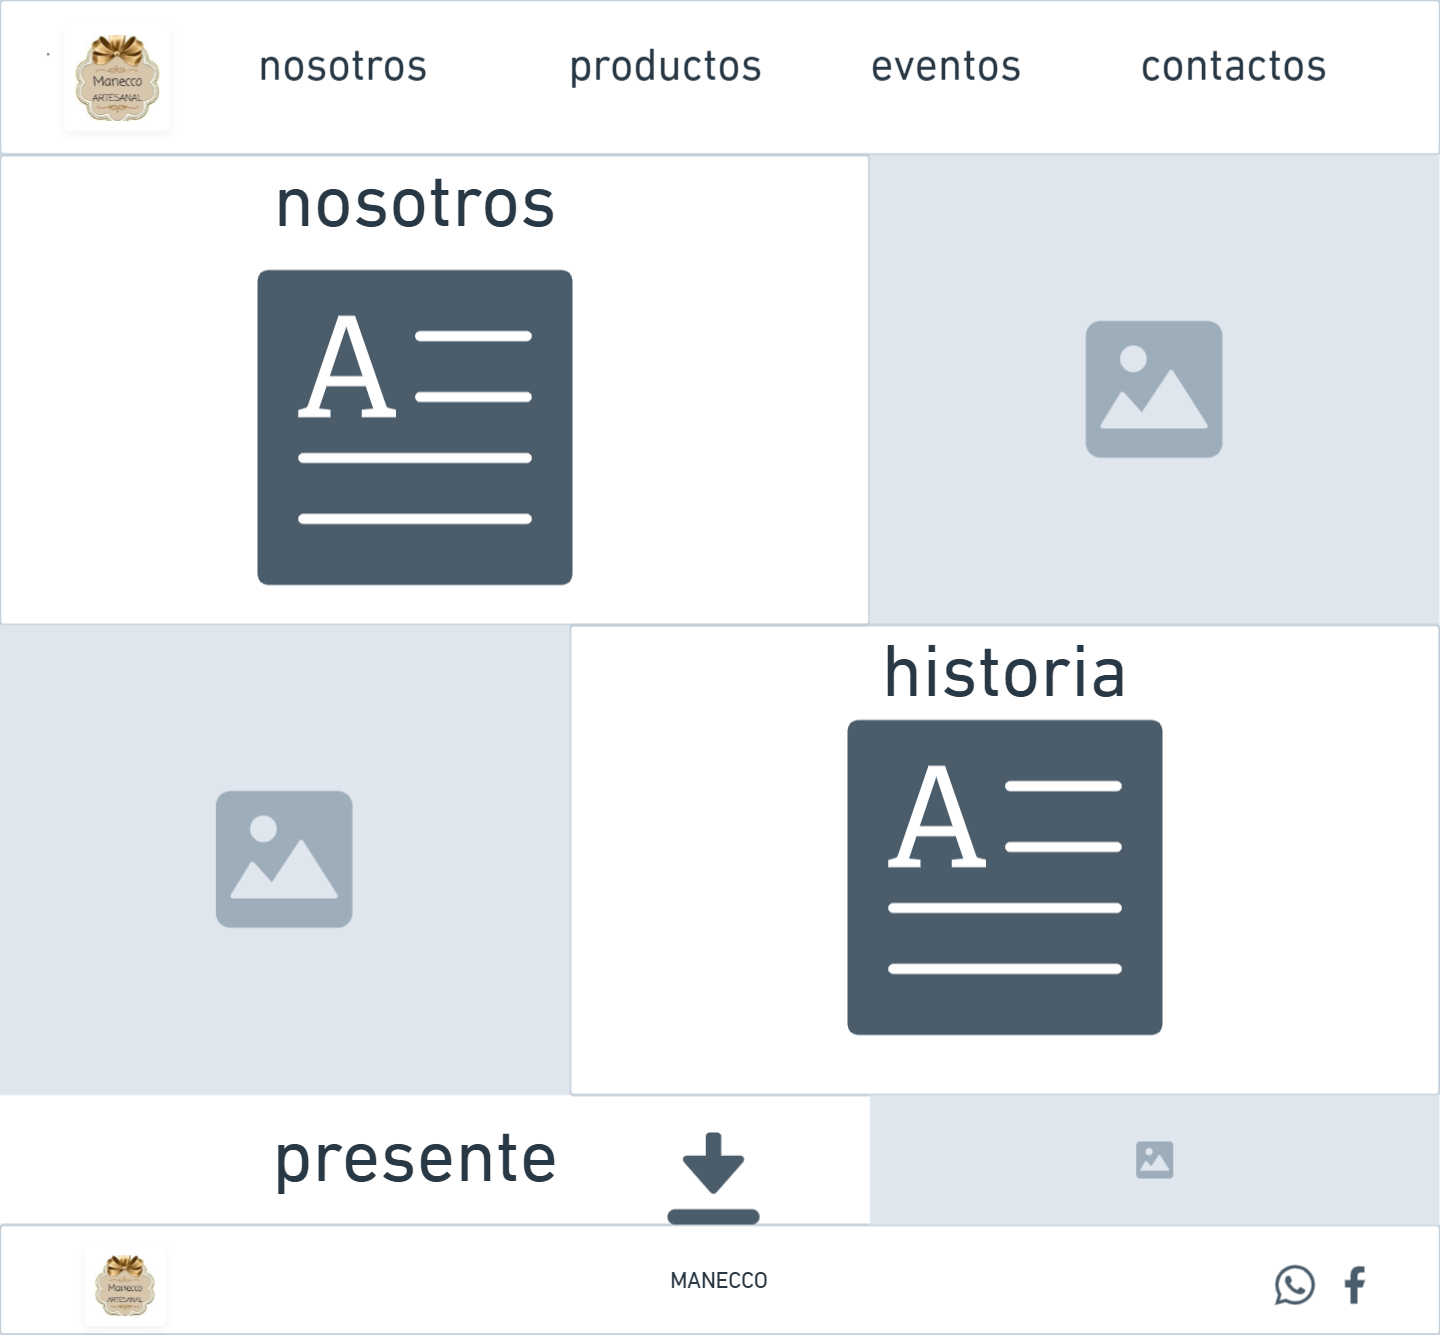 Manecco
ARTESANAL
nosotros
productos
eventos
contactos
nosotros
A
historia
A
presente
Manecco
ARTESANAL
MANECCO